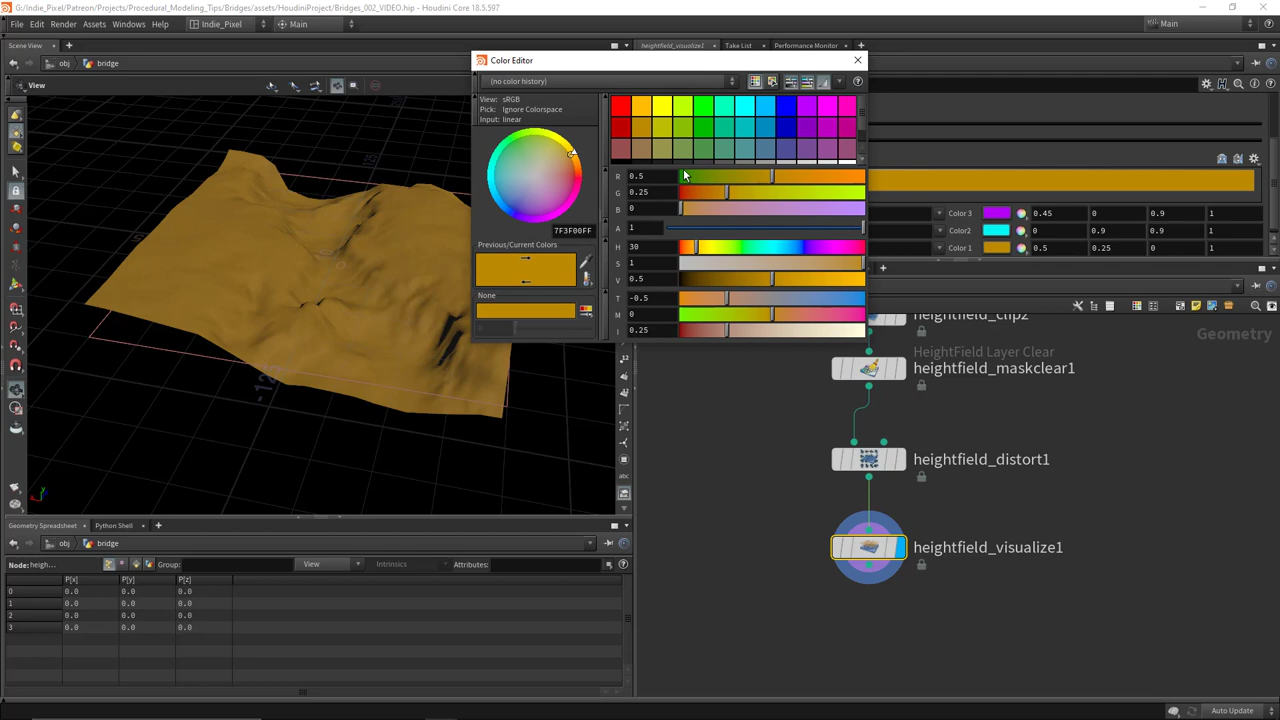 G:/Indie_Pixel/Patreon/Projects/Procedural_Modeling_Tips/Bridges/assets/HoudiniProject/Bridges_002_VIDEO.hip - Houdini Core 18.5.597
File Edit Render Assets Windows Help Indie_Pixel Main Main
Scene View heightfield_visualize1 Take List Performance Monitor
obj bridge
View
Color Editor
(no color history)
View: sRGB
Pick: Ignore Colorspace
Input: linear
R 0.5
G 0.25
B 0
7F3F00FF
A 1
H 30
S 1
V 0.5
T -0.5
M 0
I 0.25
Previous/Current Colors
None
Color 3 0.45 0 0.9 1
Color2 0 0.9 0.9 1
Color 1 0.5 0.25 0 1
125
-125
abc
Geometry
heightfield_clip2
HeightField Layer Clear
heightfield_maskclear1
heightfield_distort1
heightfield_visualize1
Geometry Spreadsheet Python Shell
obj bridge
Node: heigh... Group: View Intrinsics Attributes:
P[x] P[y] P[z]
0 0.0 0.0 0.0
1 0.0 0.0 0.0
2 0.0 0.0 0.0
3 0.0 0.0 0.0
Auto Update